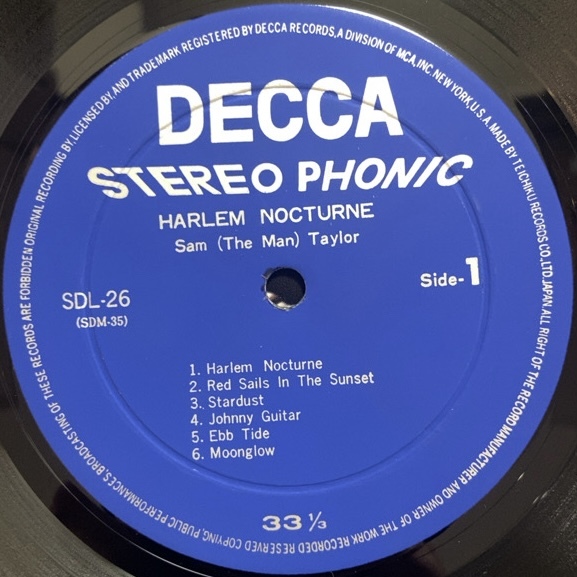 BROADCASTING OF THESE RECORDS ARE FORBIDDEN ORIGINAL RECORDING BY, LICENSED BY, AND TRADEMARK REGISTERED BY DECCA RECORDS, A DIVISION OF MCA, INC. NEW YORK, U.S.A MADE BY TEICHIKU RECORDS CO., LTD. JAPAN, ALL RIGHT OF THE RECORD MANUFACTURER AND OWNER OF THE WORK RECORDED RESERVED COPYING, PUBLIC PERFORMANCES,
DECCA
STEREO PHONIC
HARLEM NOCTURNE
Sam (The Man) Taylor
Side-1
SDL-26
(SDM-35)
1. Harlem Nocturne
2. Red Sails In The Sunset
3. Stardust
4. Johnny Guitar
5. Ebb Tide
6. Moonglow
33 ⅓